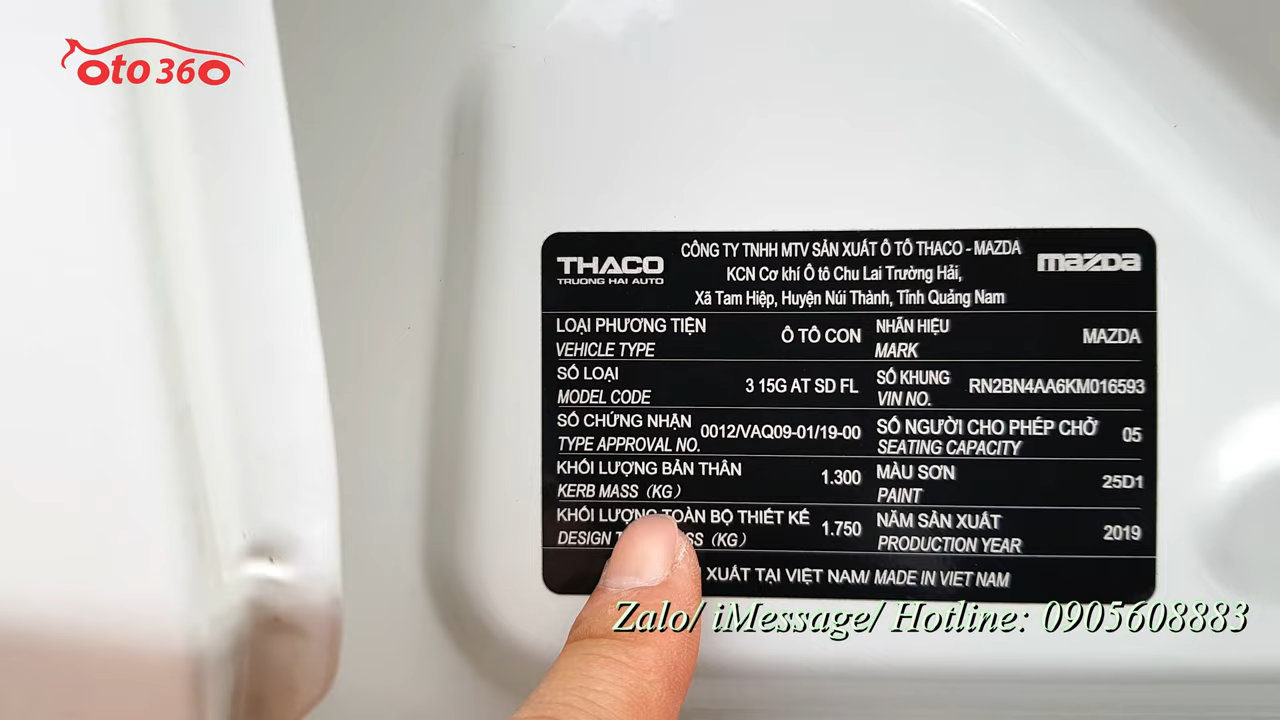 oto 360
CÔNG TY TNHH MTV SẢN XUẤT Ô TÔ THACO - MAZDA
THACO
TRUONG HAI AUTO
mazda
KCN Cơ khí Ô tô Chu Lai Trường Hải,
Xã Tam Hiệp, Huyện Núi Thành, Tỉnh Quảng Nam
LOẠI PHƯƠNG TIỆN Ô TÔ CON NHÃN HIỆU MAZDA
VEHICLE TYPE MARK
SỐ LOẠI 3 15G AT SD FL SỐ KHUNG RN2BN4AA6KM016593
MODEL CODE VIN NO.
SỐ CHỨNG NHẬN 0012/VAQ09-01/19-00 SỐ NGƯỜI CHO PHÉP CHỞ 05
TYPE APPROVAL NO. SEATING CAPACITY
KHỐI LƯỢNG BẢN THÂN 1.300 MÀU SƠN 25D1
KERB MASS (KG) PAINT
KHỐI LƯỢNG TOÀN BỘ THIẾT KẾ 1.750 NĂM SẢN XUẤT 2019
DESIGN (KG) PRODUCTION YEAR
XUẤT TẠI VIỆT NAM/ MADE IN VIET NAM
Zalo/ iMessage/ Hotline: 0905608883